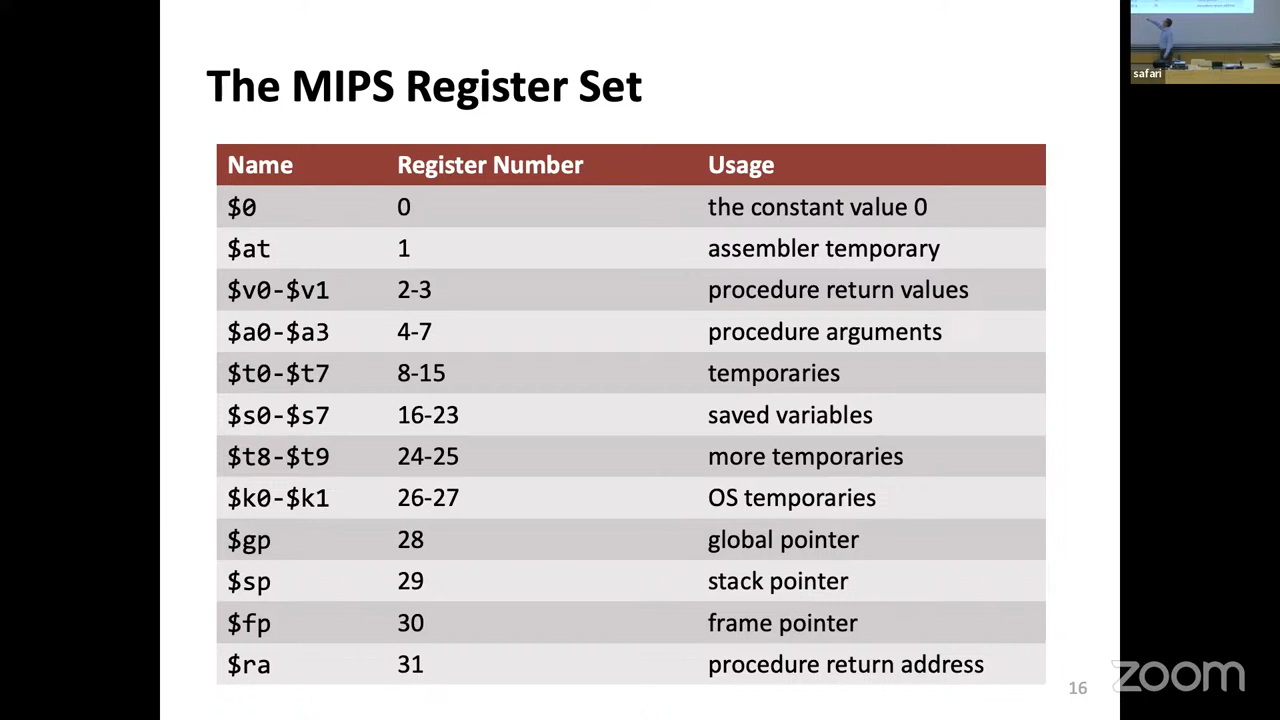 The MIPS Register Set
Name Register Number Usage
$0 0 the constant value 0
$at 1 assembler temporary
$v0-$v1 2-3 procedure return values
$a0-$a3 4-7 procedure arguments
$t0-$t7 8-15 temporaries
$s0-$s7 16-23 saved variables
$t8-$t9 24-25 more temporaries
$k0-$k1 26-27 OS temporaries
$gp 28 global pointer
$sp 29 stack pointer
$fp 30 frame pointer
$ra 31 procedure return address
16
safari
zoom